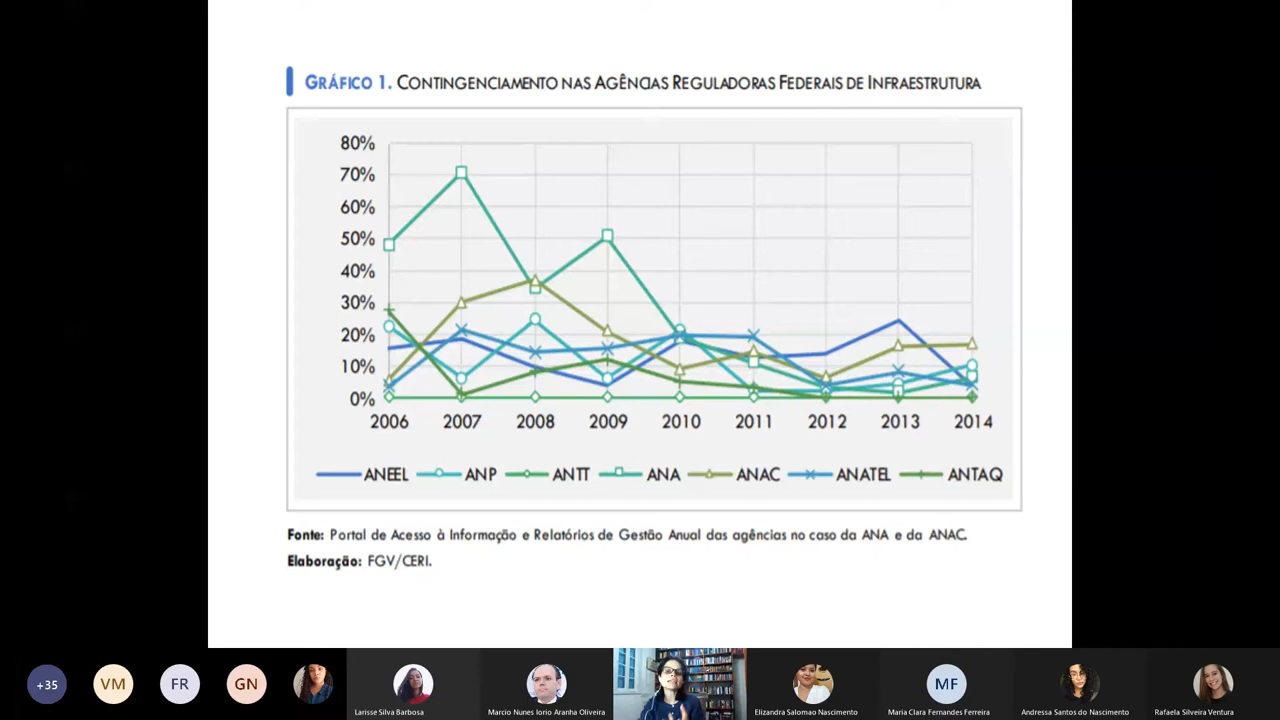 GRÁFICO 1. CONTINGENCIAMENTO NAS AGÊNCIAS REGULADORAS FEDERAIS DE INFRAESTRUTURA
80%
70%
60%
50%
40%
30%
20%
10%
0%
2006 2007 2008 2009 2010 2011 2012 2013 2014
ANEEL ANP ANTT ANA ANAC ANATEL ANTAQ
Fonte: Portal de Acesso à Informação e Relatórios de Gestão Anual das agências no caso da ANA e da ANAC.
Elaboração: FGV/CERI.
+35 VM FR GN MF
Larisse Silva Barbosa Marcio Nunes Iorio Aranha Oliveira Elizandra Salomao Nascimento Maria Clara Fernandes Ferreira Andressa Santos do Nascimento Rafaela Silveira Ventura